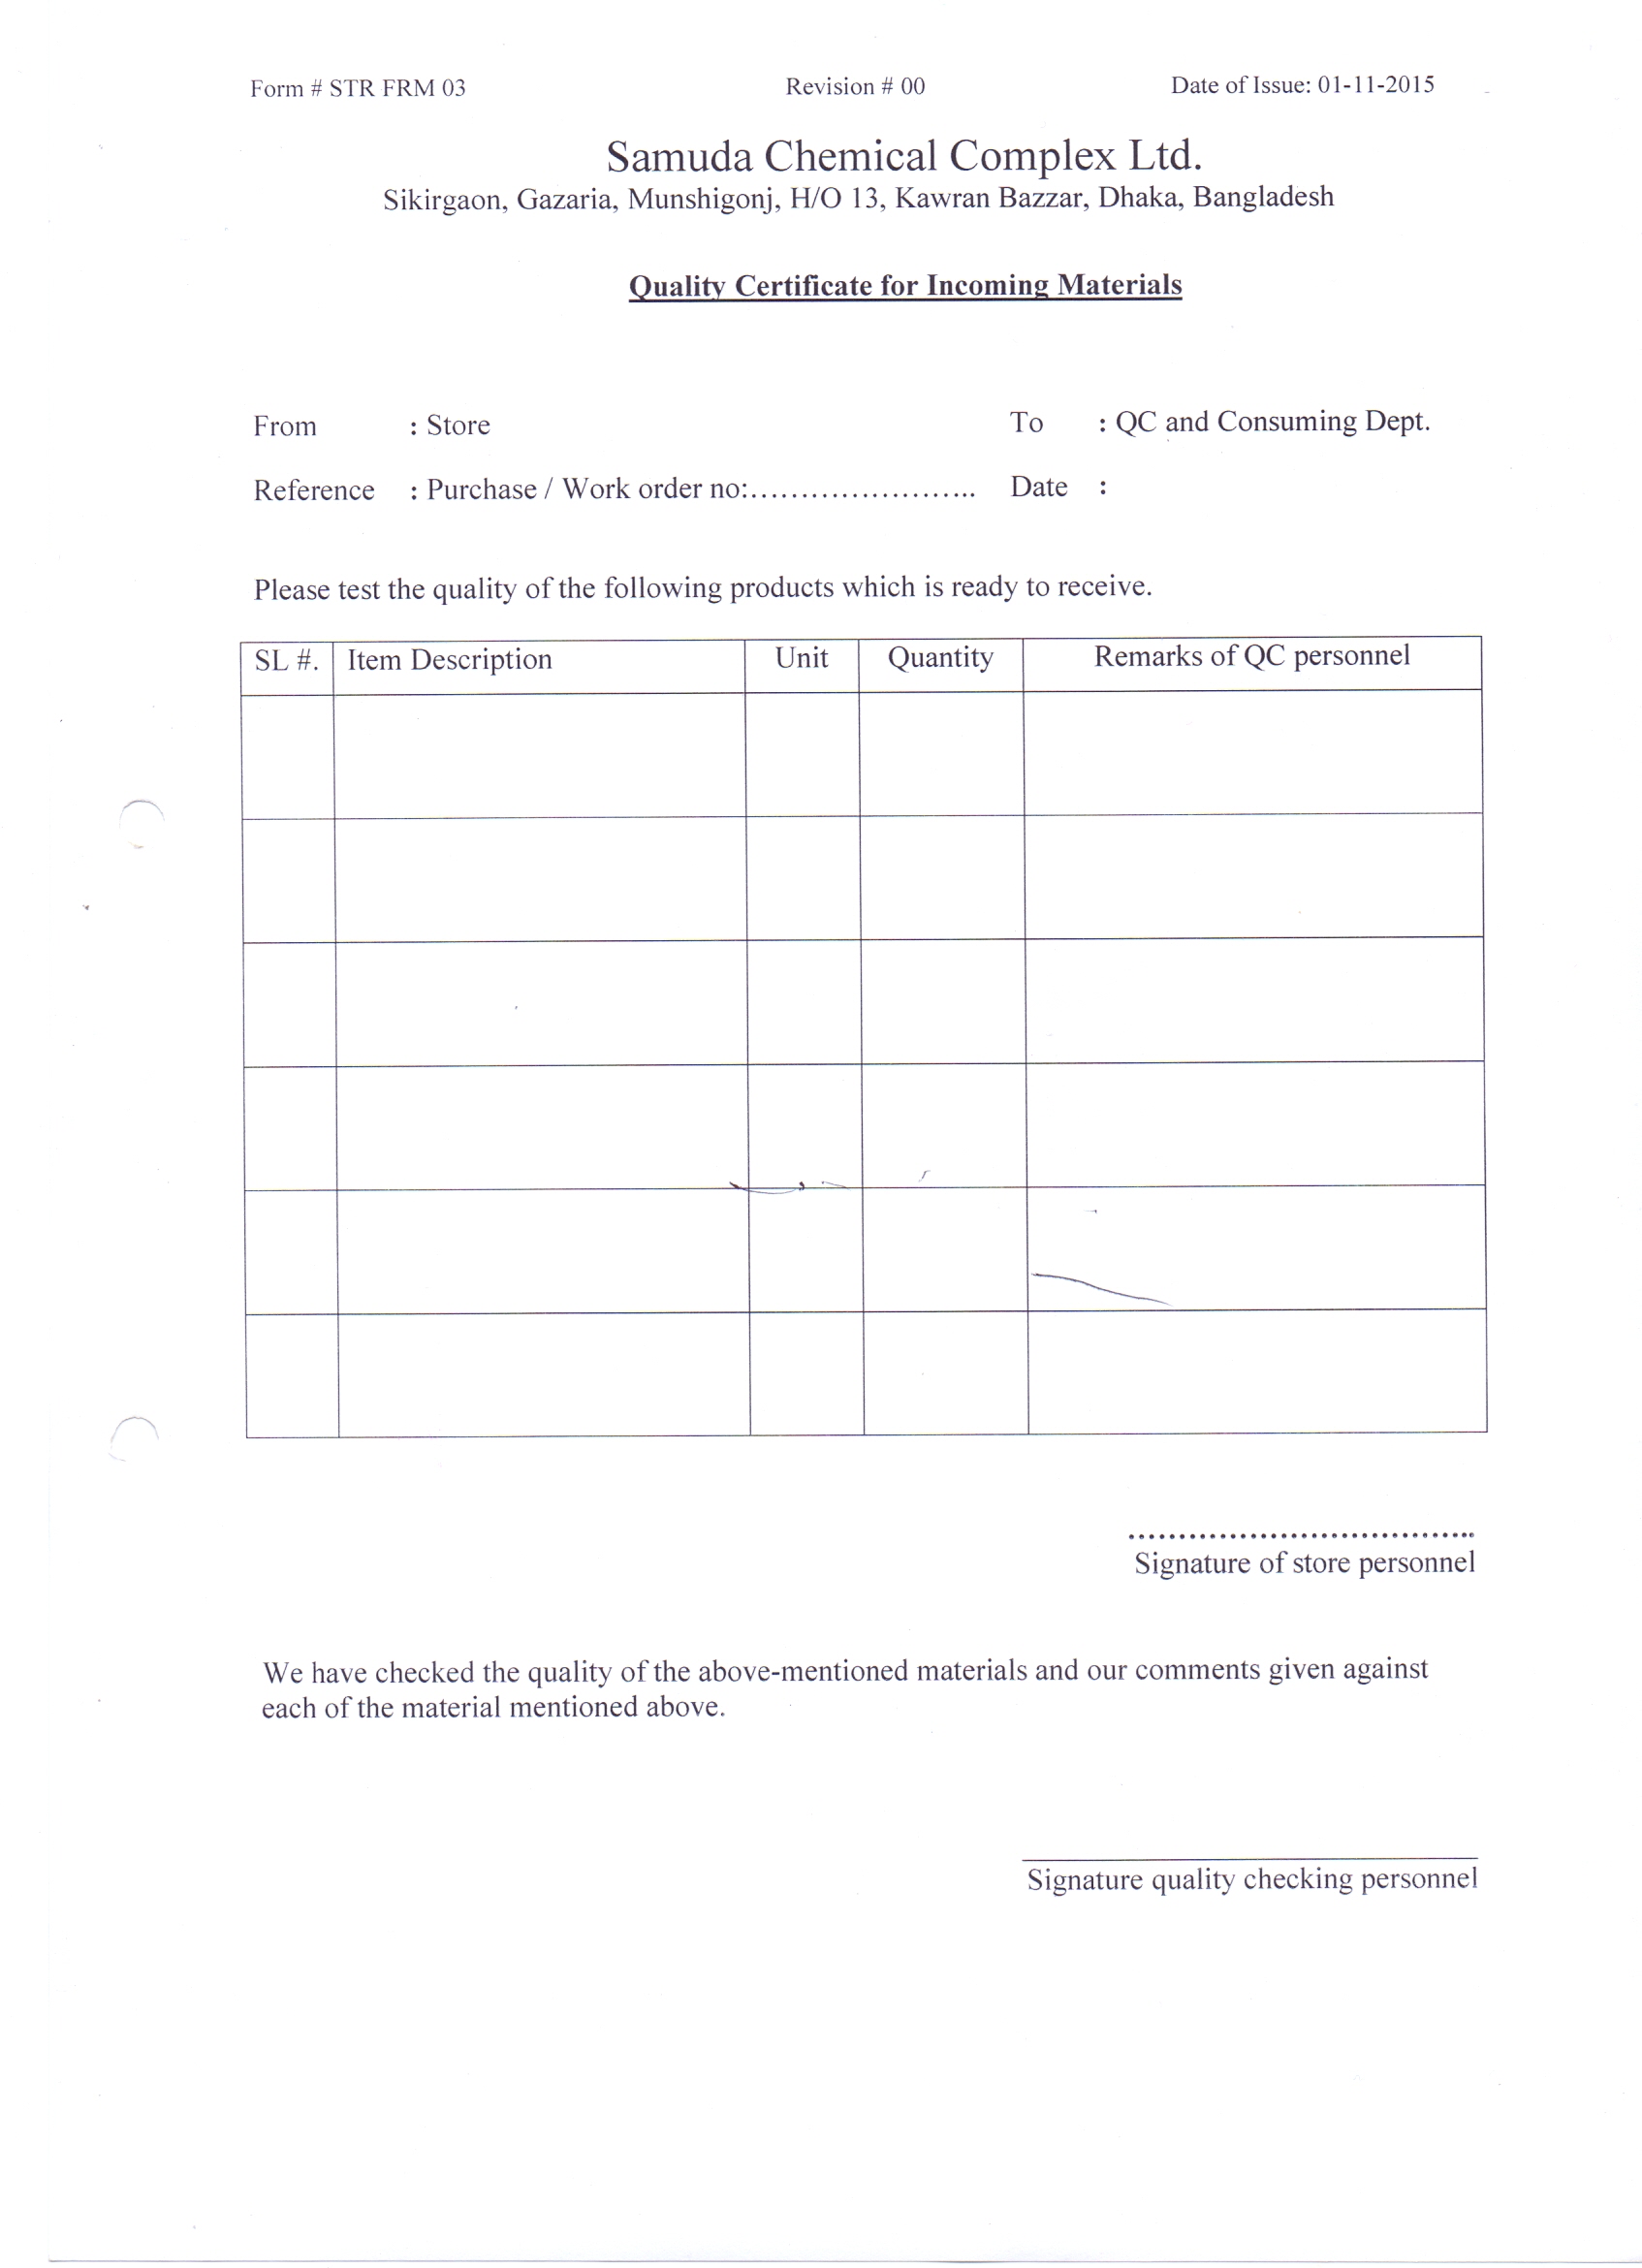 Form # STR FRM 03 Revision # 00 Date of Issue: 01-11-2015
Samuda Chemical Complex Ltd.
Sikirgaon, Gazaria, Munshigonj, H/O 13, Kawran Bazzar, Dhaka, Bangladesh
Quality Certificate for Incoming Materials
From : Store To : QC and Consuming Dept.
Reference : Purchase / Work order no:........................ Date :
Please test the quality of the following products which is ready to receive.
SL #. Item Description Unit Quantity Remarks of QC personnel
..................................
Signature of store personnel
We have checked the quality of the above-mentioned materials and our comments given against
each of the material mentioned above.
Signature quality checking personnel